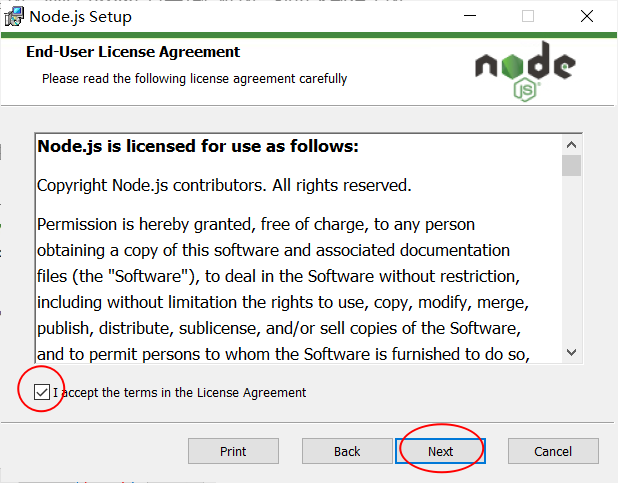 Node.js Setup
End-User License Agreement
Please read the following license agreement carefully
node
JS
Node.js is licensed for use as follows:
Copyright Node.js contributors. All rights reserved.
Permission is hereby granted, free of charge, to any person
obtaining a copy of this software and associated documentation
files (the "Software"), to deal in the Software without restriction,
including without limitation the rights to use, copy, modify, merge,
publish, distribute, sublicense, and/or sell copies of the Software,
and to permit persons to whom the Software is furnished to do so,
I accept the terms in the License Agreement
Print Back Next Cancel